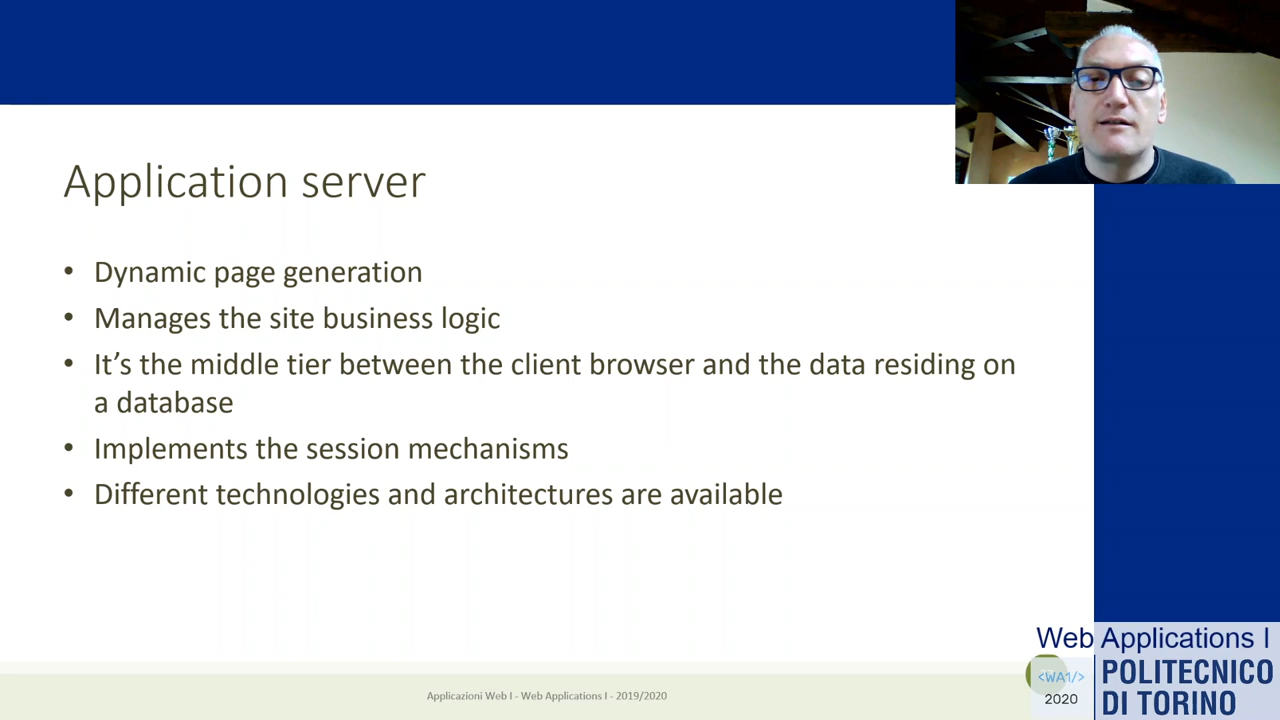 Application server
• Dynamic page generation
• Manages the site business logic
• It’s the middle tier between the client browser and the data residing on
a database
• Implements the session mechanisms
• Different technologies and architectures are available
Applicazioni Web I - Web Applications I - 2019/2020
Web Applications I
<WA1/>
2020
POLITECNICO
DI TORINO